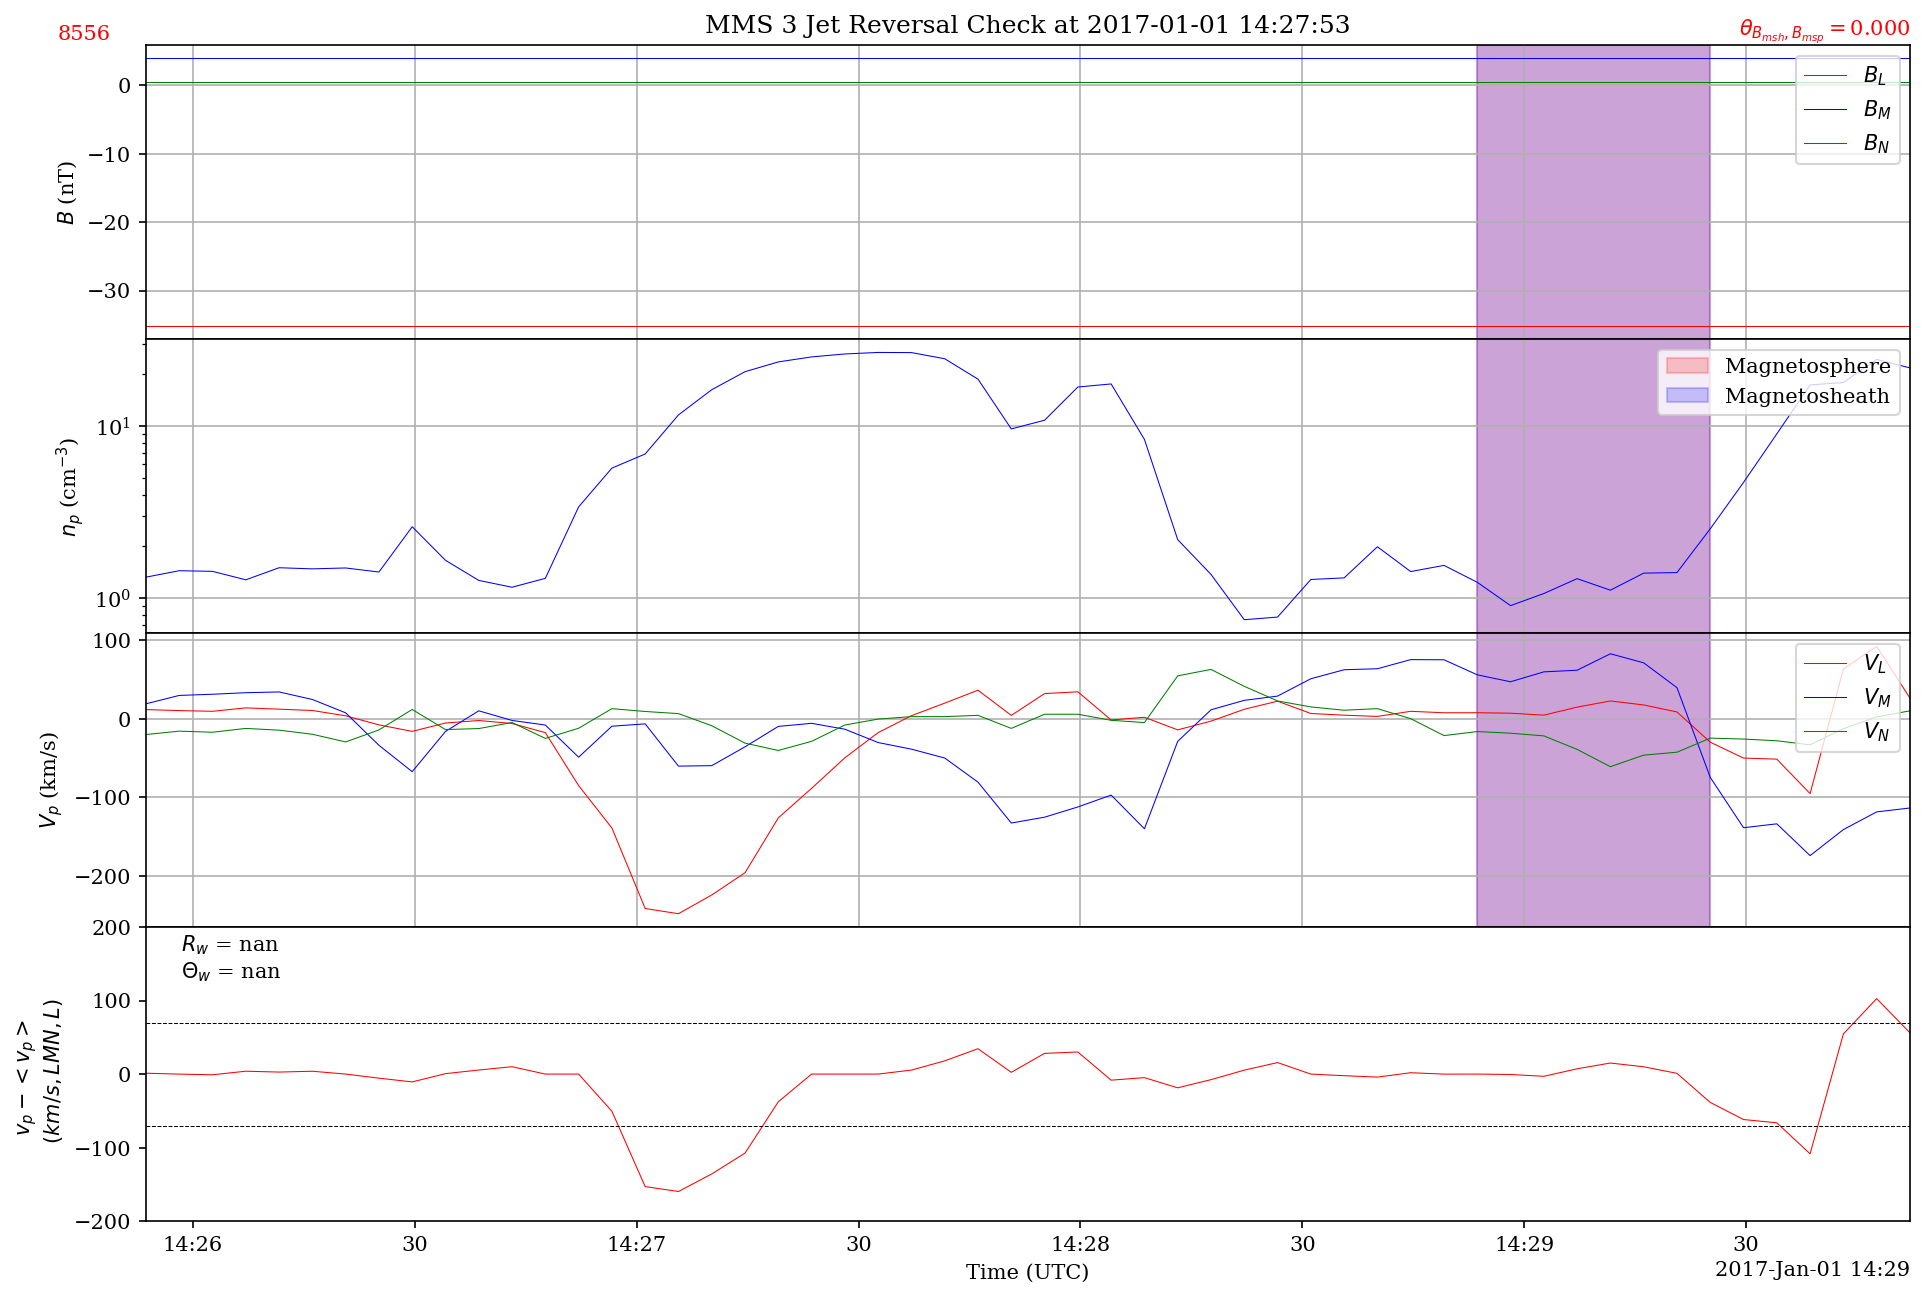 MMS 3 Jet Reversal Check at 2017-01-01 14:27:53
8556
θ_{B_{msh}, B_{msp}} = 0.000
0
−10
−20
−30
B (nT)
B_L
B_M
B_N
10^1
10^0
n_p (cm^{−3})
Magnetosphere
Magnetosheath
100
0
−100
−200
V_p (km/s)
V_L
V_M
V_N
200
100
0
−100
−200
v_p − < v_p >
(km/s, LMN, L)
R_w = nan
Θ_w = nan
14:26 30 14:27 30 14:28 30 14:29 30
Time (UTC)
2017-Jan-01 14:29